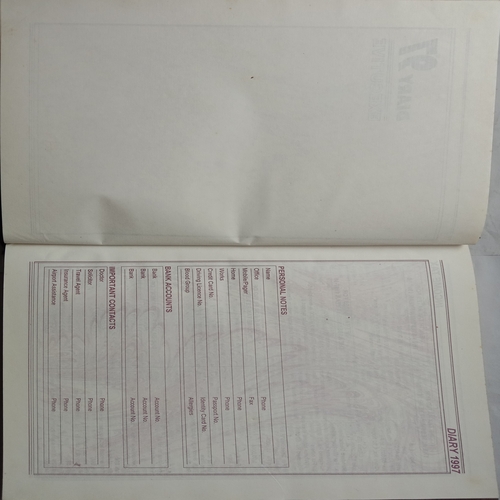 DIARY 1997
PERSONAL NOTES
Name
Office Phone
Mobile/Pager Fax
Home Phone
Works Phone
Credit Card No. Passport No.
Driving Licence No. Identity Card No.
Blood Group Allergies
BANK ACCOUNTS
Bank Account No.
Bank Account No.
Bank Account No.
IMPORTANT CONTACTS
Doctor Phone
Solicitor Phone
Travel Agent Phone
Insurance Agent Phone
Airport Assistance Phone